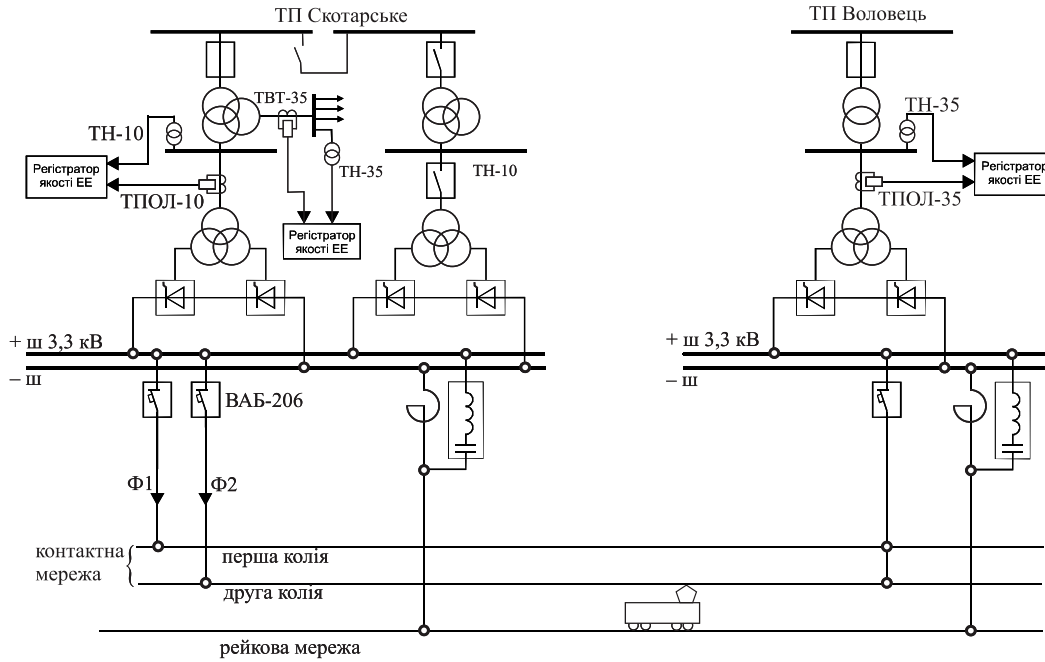 ТП Скотарське
ТП Воловець
ТВТ-35
ТН-10
ТН-35
ТН-35
ТН-10
Регістратор
якості ЕЕ
ТПОЛ-10
Регістратор
якості ЕЕ
ТПОЛ-35
Регістратор
якості ЕЕ
+ ш 3,3 кВ
– ш
+ ш 3,3 кВ
– ш
ВАБ-206
Ф1
Ф2
контактна
мережа
перша колія
друга колія
рейкова мережа